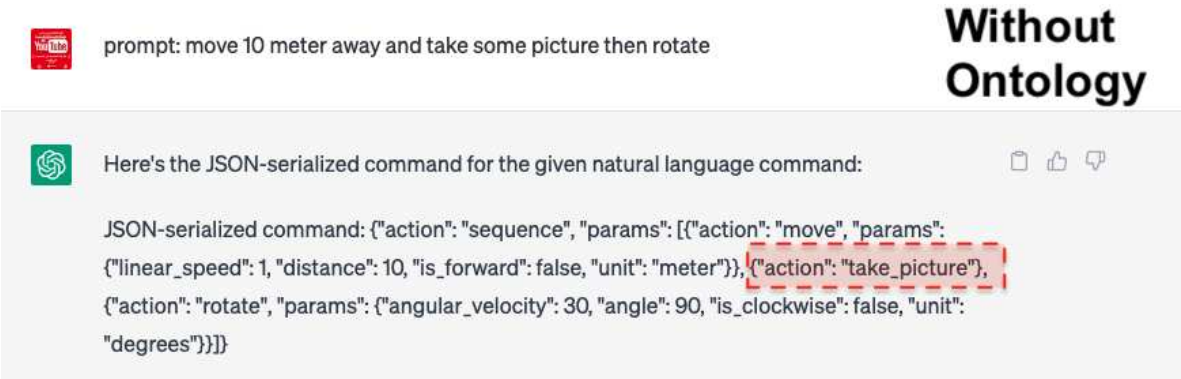 Without
Ontology
YouTube
prompt: move 10 meter away and take some picture then rotate
Here's the JSON-serialized command for the given natural language command:
JSON-serialized command: {"action": "sequence", "params": [{"action": "move", "params":
{"linear_speed": 1, "distance": 10, "is_forward": false, "unit": "meter"}}, {"action": "take_picture"},
{"action": "rotate", "params": {"angular_velocity": 30, "angle": 90, "is_clockwise": false, "unit":
"degrees"}}]}